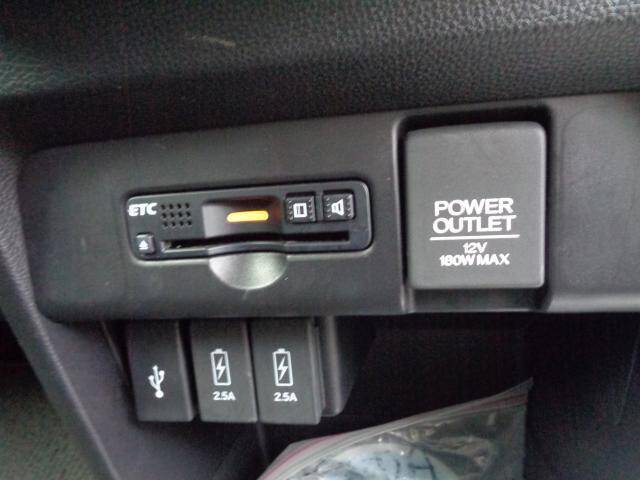 ETC
POWER
OUTLET
12V
180W MAX
2.5A
2.5A